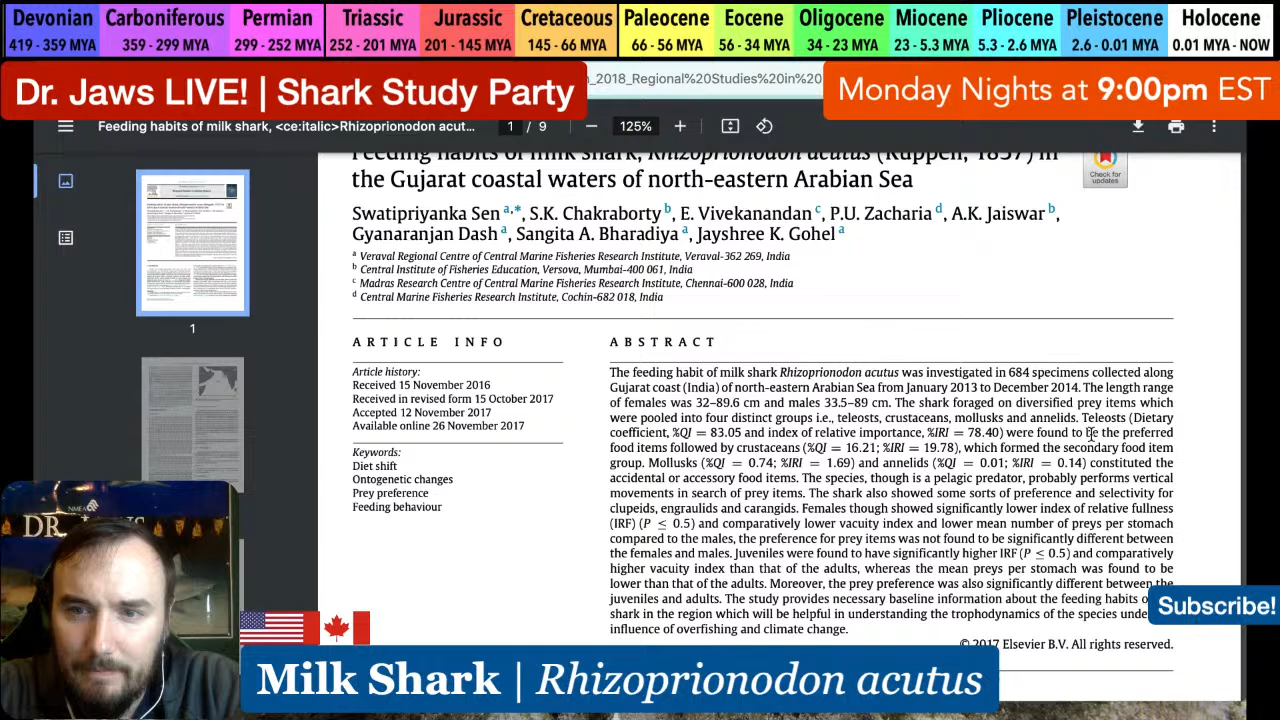 Devonian Carboniferous Permian Triassic Jurassic Cretaceous Paleocene Eocene Oligocene Miocene Pliocene Pleistocene Holocene
419 - 359 MYA 359 - 299 MYA 299 - 252 MYA 252 - 201 MYA 201 - 145 MYA 145 - 66 MYA 66 - 56 MYA 56 - 34 MYA 34 - 23 MYA 23 - 5.3 MYA 5.3 - 2.6 MYA 2.6 - 0.01 MYA 0.01 MYA - NOW
Dr. Jaws LIVE! | Shark Study Party
_2018_Regional%20Studies%20in%20
Monday Nights at 9:00pm EST
Feeding habits of milk shark, <ce:italic>Rhizoprionodon acut... 1 / 9 125%
Feeding habits of milk shark, Rhizoprionodon acutus (Ruppell, 1837) in
the Gujarat coastal waters of north-eastern Arabian Sea
Check for
updates
Swatipriyanka Sen a,*, S.K. Chakraborty b, E. Vivekanandan c, P.U. Zacharia d, A.K. Jaiswar b,
Gyanaranjan Dash a, Sangita A. Bharadiya a, Jayshree K. Gohel a
a Veraval Regional Centre of Central Marine Fisheries Research Institute, Veraval-362 269, India
b Central Institute of Fisheries Education, Versova, Mumbai 400 061, India
c Madras Research Centre of Central Marine Fisheries Research Institute, Chennai-600 028, India
d Central Marine Fisheries Research Institute, Cochin-682 018, India
1
ARTICLE INFO
Article history:
Received 15 November 2016
Received in revised form 15 October 2017
Accepted 12 November 2017
Available online 26 November 2017
Keywords:
Diet shift
Ontogenetic changes
Prey preference
Feeding behaviour
ABSTRACT
The feeding habit of milk shark Rhizoprionodon acutus was investigated in 684 specimens collected along
Gujarat coast (India) of north-eastern Arabian Sea from January 2013 to December 2014. The length range
of females was 32–89.6 cm and males 33.5–89 cm. The shark foraged on diversified prey items which
were pooled into four distinct groups i.e., teleosts, crustaceans, mollusks and annelids. Teleosts (Dietary
coefficient, %QI = 83.05 and index of relative importance, %IRI = 78.40) were found to be the preferred
food items followed by crustaceans (%QI = 16.21; %IRI = 19.78), which formed the secondary food item
group. Mollusks (%QI = 0.74; %IRI = 1.69) and annelids (%QI = 0.01; %IRI = 0.14) constituted the
accidental or accessory food items. The species, though is a pelagic predator, probably performs vertical
movements in search of prey items. The shark also showed some sorts of preference and selectivity for
clupeids, engraulids and carangids. Females though showed significantly lower index of relative fullness
(IRF) (P ≤ 0.5) and comparatively lower vacuity index and lower mean number of preys per stomach
compared to the males, the preference for prey items was not found to be significantly different between
the females and males. Juveniles were found to have significantly higher IRF (P ≤ 0.5) and comparatively
higher vacuity index than that of the adults, whereas the mean preys per stomach was found to be
lower than that of the adults. Moreover, the prey preference was also significantly different between the
juveniles and adults. The study provides necessary baseline information about the feeding habits o
shark in the region which will be helpful in understanding the trophodynamics of the species unde
influence of overfishing and climate change.
© 2017 Elsevier B.V. All rights reserved.
Subscribe!
DR. JAWS
Milk Shark | Rhizoprionodon acutus